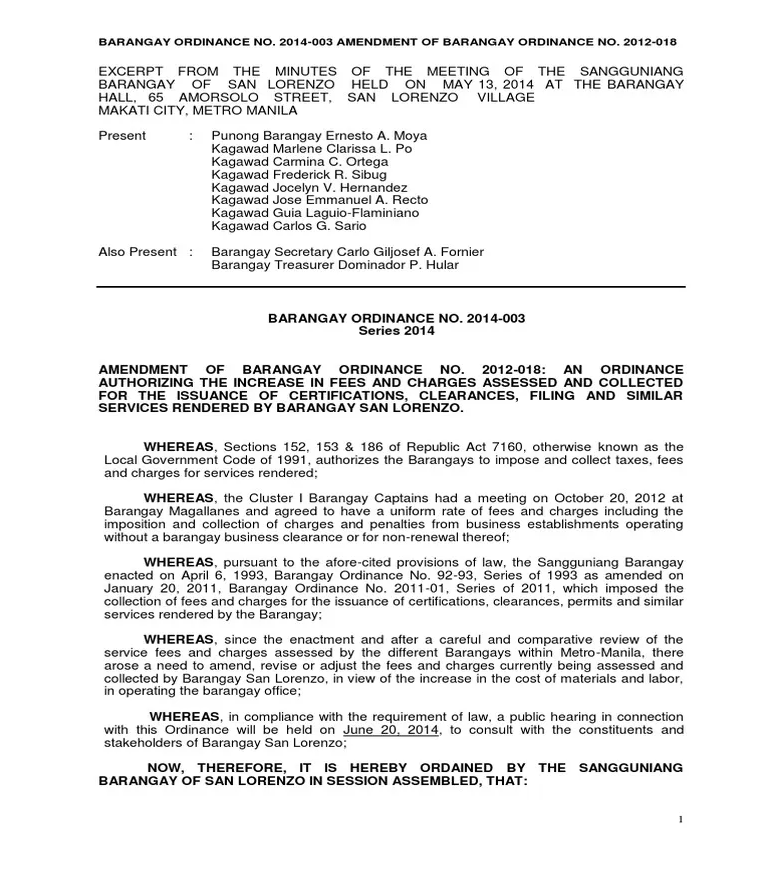 BARANGAY ORDINANCE NO. 2014-003 AMENDMENT OF BARANGAY ORDINANCE NO. 2012-018
EXCERPT FROM THE MINUTES OF THE MEETING OF THE SANGGUNIANG
BARANGAY OF SAN LORENZO HELD ON MAY 13, 2014 AT THE BARANGAY
HALL, 65 AMORSOLO STREET, SAN LORENZO VILLAGE
MAKATI CITY, METRO MANILA
Present : Punong Barangay Ernesto A. Moya
Kagawad Marlene Clarissa L. Po
Kagawad Carmina C. Ortega
Kagawad Frederick R. Sibug
Kagawad Jocelyn V. Hernandez
Kagawad Jose Emmanuel A. Recto
Kagawad Guia Laguio-Flaminiano
Kagawad Carlos G. Sario
Also Present : Barangay Secretary Carlo Giljosef A. Fornier
Barangay Treasurer Dominador P. Hular
BARANGAY ORDINANCE NO. 2014-003
Series 2014
AMENDMENT OF BARANGAY ORDINANCE NO. 2012-018: AN ORDINANCE
AUTHORIZING THE INCREASE IN FEES AND CHARGES ASSESSED AND COLLECTED
FOR THE ISSUANCE OF CERTIFICATIONS, CLEARANCES, FILING AND SIMILAR
SERVICES RENDERED BY BARANGAY SAN LORENZO.
WHEREAS, Sections 152, 153 & 186 of Republic Act 7160, otherwise known as the
Local Government Code of 1991, authorizes the Barangays to impose and collect taxes, fees
and charges for services rendered;
WHEREAS, the Cluster I Barangay Captains had a meeting on October 20, 2012 at
Barangay Magallanes and agreed to have a uniform rate of fees and charges including the
imposition and collection of charges and penalties from business establishments operating
without a barangay business clearance or for non-renewal thereof;
WHEREAS, pursuant to the afore-cited provisions of law, the Sangguniang Barangay
enacted on April 6, 1993, Barangay Ordinance No. 92-93, Series of 1993 as amended on
January 20, 2011, Barangay Ordinance No. 2011-01, Series of 2011, which imposed the
collection of fees and charges for the issuance of certifications, clearances, permits and similar
services rendered by the Barangay;
WHEREAS, since the enactment and after a careful and comparative review of the
service fees and charges assessed by the different Barangays within Metro-Manila, there
arose a need to amend, revise or adjust the fees and charges currently being assessed and
collected by Barangay San Lorenzo, in view of the increase in the cost of materials and labor,
in operating the barangay office;
WHEREAS, in compliance with the requirement of law, a public hearing in connection
with this Ordinance will be held on June 20, 2014, to consult with the constituents and
stakeholders of Barangay San Lorenzo;
NOW, THEREFORE, IT IS HEREBY ORDAINED BY THE SANGGUNIANG
BARANGAY OF SAN LORENZO IN SESSION ASSEMBLED, THAT:
1